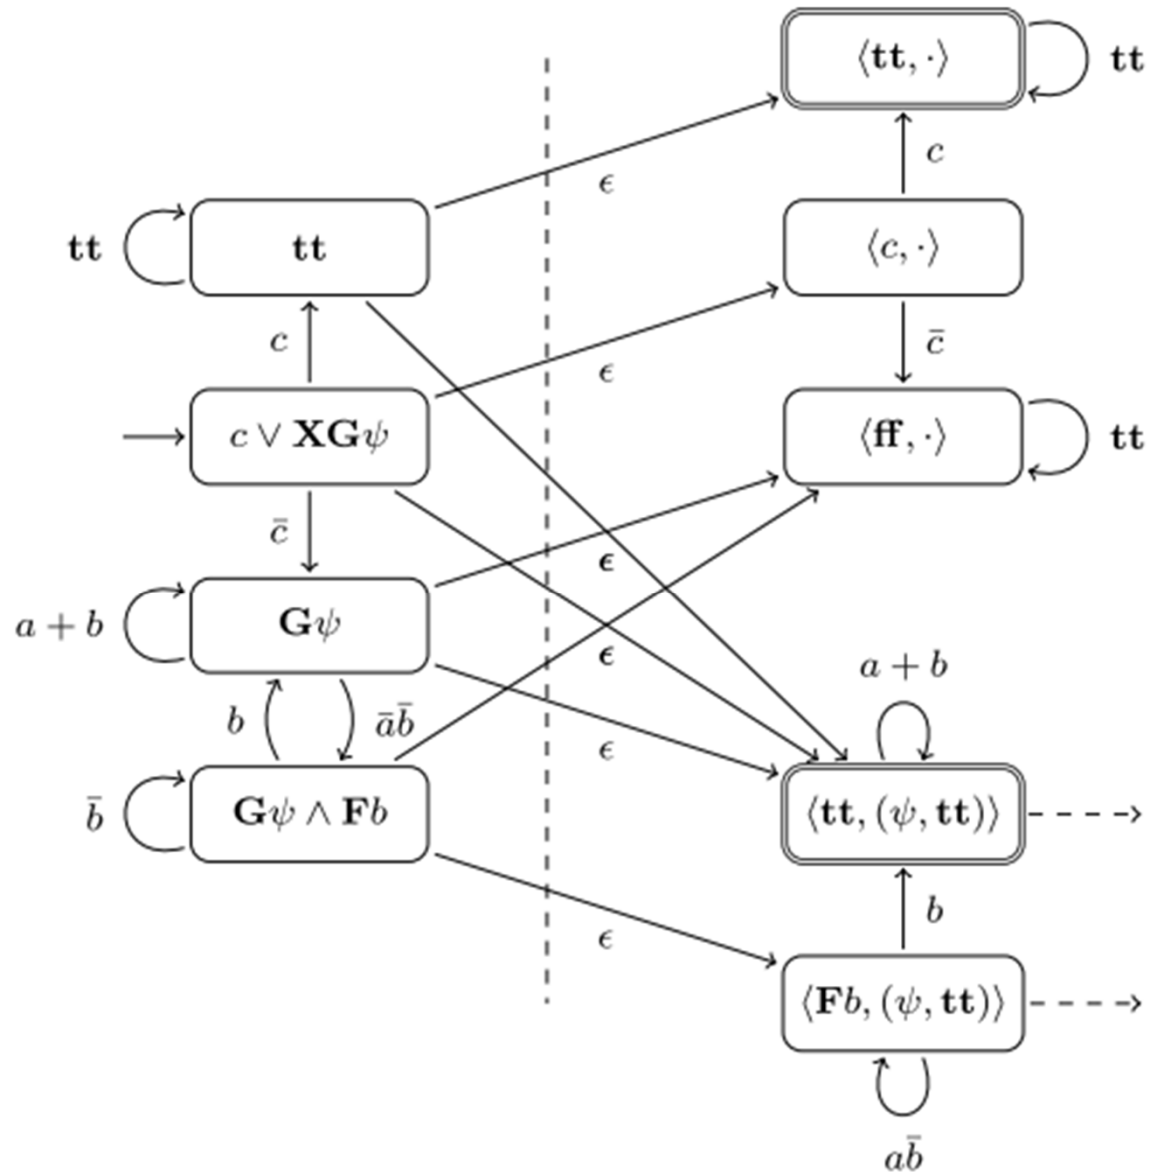 ⟨tt, ·⟩
tt
c
ϵ
tt
tt
⟨c, ·⟩
c
c̄
ϵ
c ∨ XGψ
⟨ff, ·⟩
tt
c̄
ϵ
a + b
Gψ
ϵ
a + b
b
āb̄
ϵ
b̄
Gψ ∧ Fb
⟨tt, (ψ, tt)⟩
b
ϵ
⟨Fb, (ψ, tt)⟩
ab̄